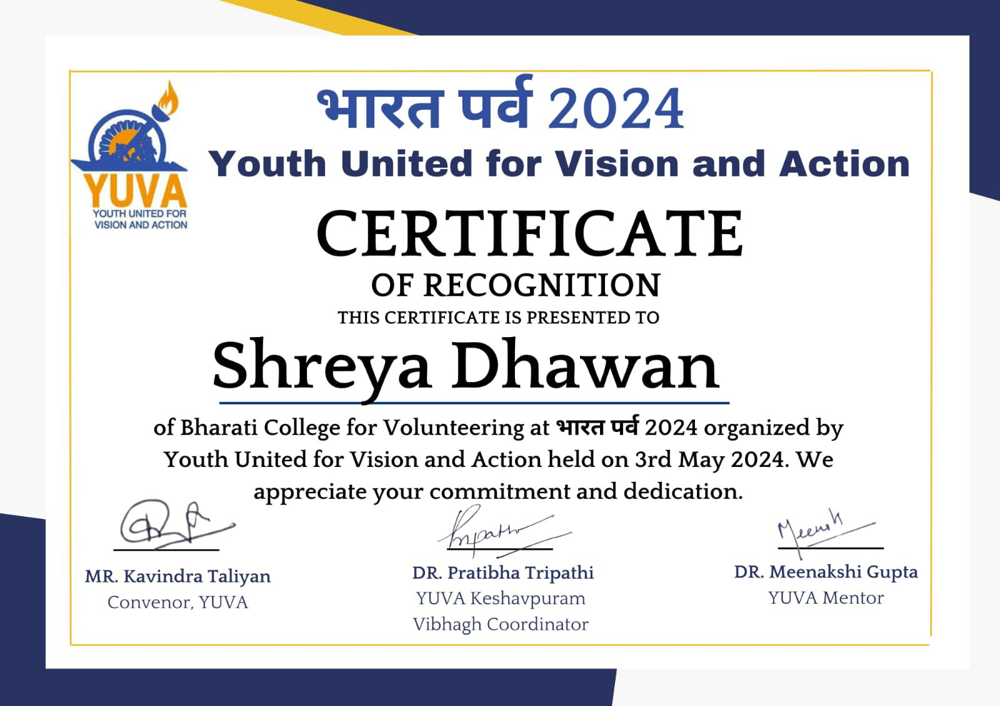 भारत पर्व 2024
Youth United for Vision and Action
YUVA
YOUTH UNITED FOR
VISION AND ACTION
CERTIFICATE
OF RECOGNITION
THIS CERTIFICATE IS PRESENTED TO
Shreya Dhawan
of Bharati College for Volunteering at भारत पर्व 2024 organized by
Youth United for Vision and Action held on 3rd May 2024. We
appreciate your commitment and dedication.
MR. Kavindra Taliyan
Convenor, YUVA
DR. Pratibha Tripathi
YUVA Keshavpuram
Vibhagh Coordinator
DR. Meenakshi Gupta
YUVA Mentor